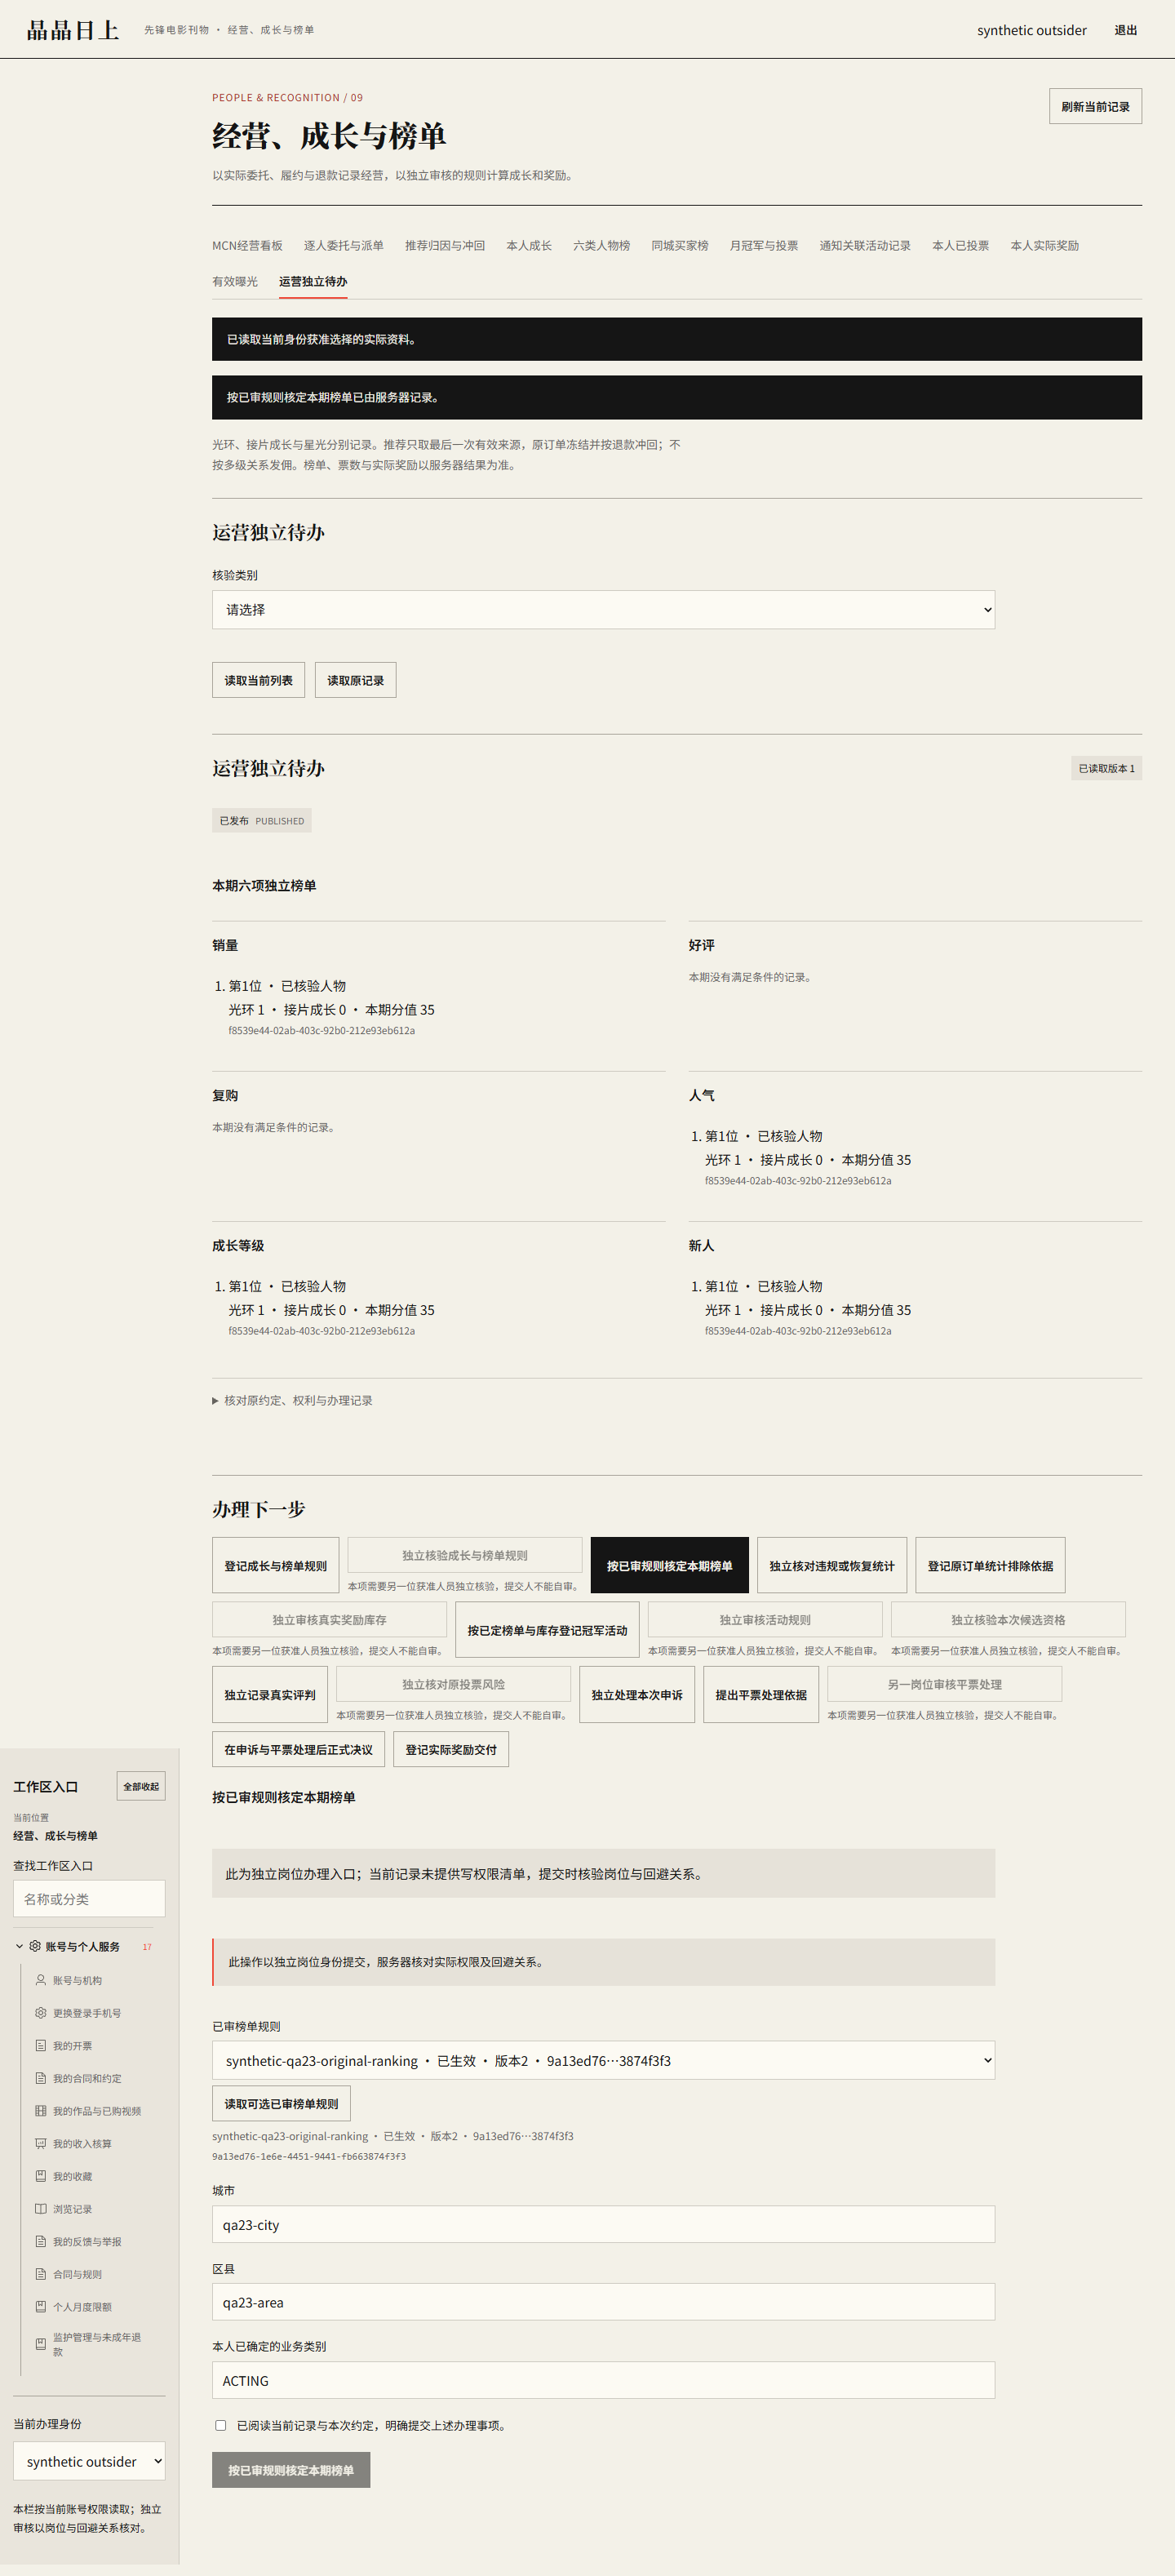 晶晶日上
先锋电影刊物 · 经营、成长与榜单
synthetic outsider
退出
PEOPLE & RECOGNITION / 09
刷新当前记录
经营、成长与榜单
以实际委托、履约与退款记录经营，以独立审核的规则计算成长和奖励。
MCN经营看板 逐人委托与派单 推荐归因与冲回 本人成长 六类人物榜 同城买家榜 月冠军与投票 通知关联活动记录 本人已投票 本人实际奖励
有效曝光 运营独立待办
已读取当前身份获准选择的实际资料。
按已审规则核定本期榜单已由服务器记录。
光环、接片成长与星光分别记录。推荐只取最后一次有效来源，原订单冻结并按退款冲回；不
按多级关系发佣。榜单、票数与实际奖励以服务器结果为准。
运营独立待办
核验类别
请选择
读取当前列表 读取原记录
运营独立待办
已读取版本 1
已发布 PUBLISHED
本期六项独立榜单
销量
1. 第1位 · 已核验人物
光环 1 · 接片成长 0 · 本期分值 35
f8539e44-02ab-403c-92b0-212e93eb612a
好评
本期没有满足条件的记录。
复购
本期没有满足条件的记录。
人气
1. 第1位 · 已核验人物
光环 1 · 接片成长 0 · 本期分值 35
f8539e44-02ab-403c-92b0-212e93eb612a
成长等级
1. 第1位 · 已核验人物
光环 1 · 接片成长 0 · 本期分值 35
f8539e44-02ab-403c-92b0-212e93eb612a
新人
1. 第1位 · 已核验人物
光环 1 · 接片成长 0 · 本期分值 35
f8539e44-02ab-403c-92b0-212e93eb612a
核对原约定、权利与办理记录
办理下一步
登记成长与榜单规则
独立核验成长与榜单规则
本项需要另一位获准人员独立核验，提交人不能自审。
按已审规则核定本期榜单
独立核对违规或恢复统计
登记原订单统计排除依据
独立审核真实奖励库存
本项需要另一位获准人员独立核验，提交人不能自审。
按已定榜单与库存登记冠军活动
独立审核活动规则
本项需要另一位获准人员独立核验，提交人不能自审。
独立核验本次候选资格
本项需要另一位获准人员独立核验，提交人不能自审。
独立记录真实评判
独立核对原投票风险
本项需要另一位获准人员独立核验，提交人不能自审。
独立处理本次申诉
提出平票处理依据
另一岗位审核平票处理
本项需要另一位获准人员独立核验，提交人不能自审。
在申诉与平票处理后正式决议
登记实际奖励交付
按已审规则核定本期榜单
此为独立岗位办理入口；当前记录未提供写权限清单，提交时核验岗位与回避关系。
此操作以独立岗位身份提交，服务器核对实际权限及回避关系。
已审榜单规则
synthetic-qa23-original-ranking · 已生效 · 版本2 · 9a13ed76…3874f3f3
读取可选已审榜单规则
synthetic-qa23-original-ranking · 已生效 · 版本2 · 9a13ed76…3874f3f3
9a13ed76-1e6e-4451-9441-fb663874f3f3
城市
qa23-city
区县
qa23-area
本人已确定的业务类别
ACTING
已阅读当前记录与本次约定，明确提交上述办理事项。
按已审规则核定本期榜单
工作区入口
全部收起
当前位置
经营、成长与榜单
查找工作区入口
名称或分类
账号与个人服务 17
账号与机构
更换登录手机号
我的开票
我的合同和约定
我的作品与已购视频
我的收入核算
我的收藏
浏览记录
我的反馈与举报
合同与规则
个人月度限额
监护管理与未成年退
款
当前办理身份
synthetic outsider
本栏按当前账号权限读取；独立
审核以岗位与回避关系核对。